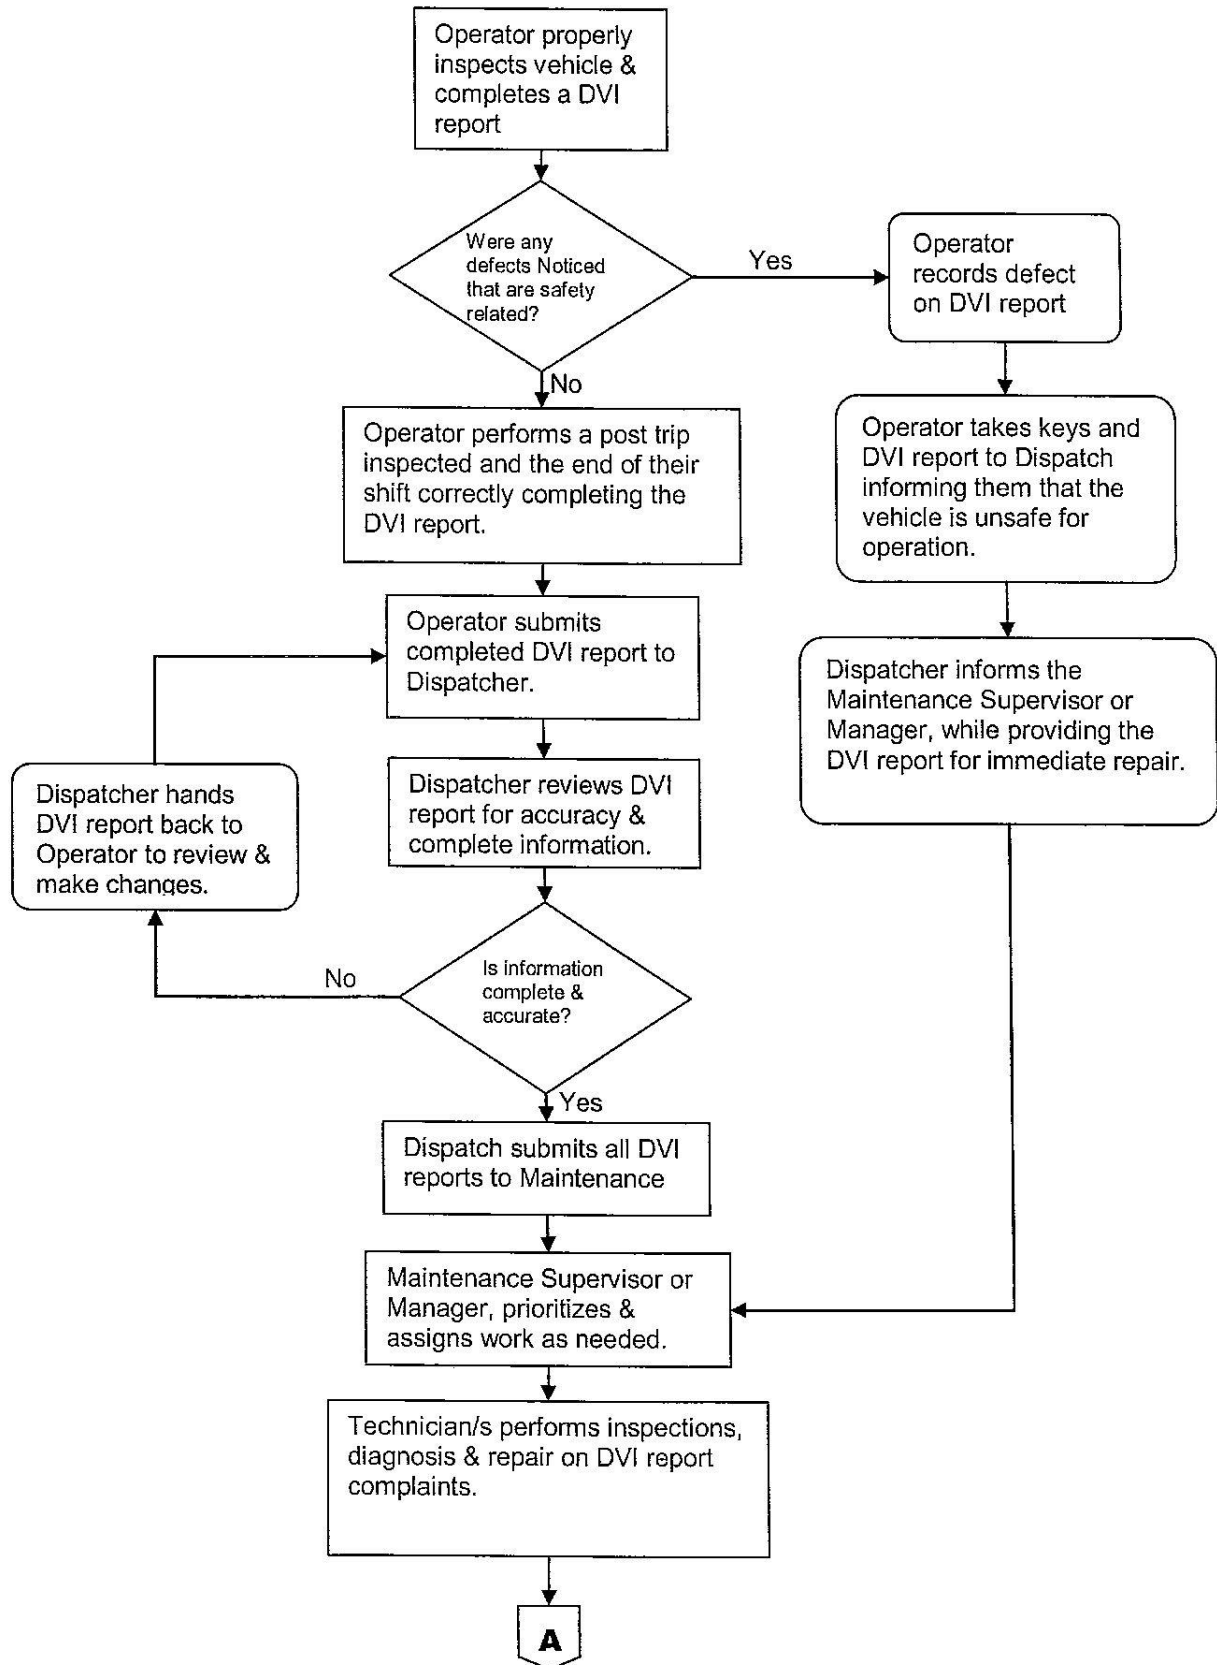 Operator properly
inspects vehicle &
completes a DVI
report
Were any
defects Noticed
that are safety
related?
Yes
Operator
records defect
on DVI report
No
Operator performs a post trip
inspected and the end of their
shift correctly completing the
DVI report.
Operator takes keys and
DVI report to Dispatch
informing them that the
vehicle is unsafe for
operation.
Operator submits
completed DVI report to
Dispatcher.
Dispatcher informs the
Maintenance Supervisor or
Manager, while providing the
DVI report for immediate repair.
Dispatcher reviews DVI
report for accuracy &
complete information.
Dispatcher hands
DVI report back to
Operator to review &
make changes.
Is information
complete &
accurate?
No
Yes
Dispatch submits all DVI
reports to Maintenance
Maintenance Supervisor or
Manager, prioritizes &
assigns work as needed.
Technician/s performs inspections,
diagnosis & repair on DVI report
complaints.
A